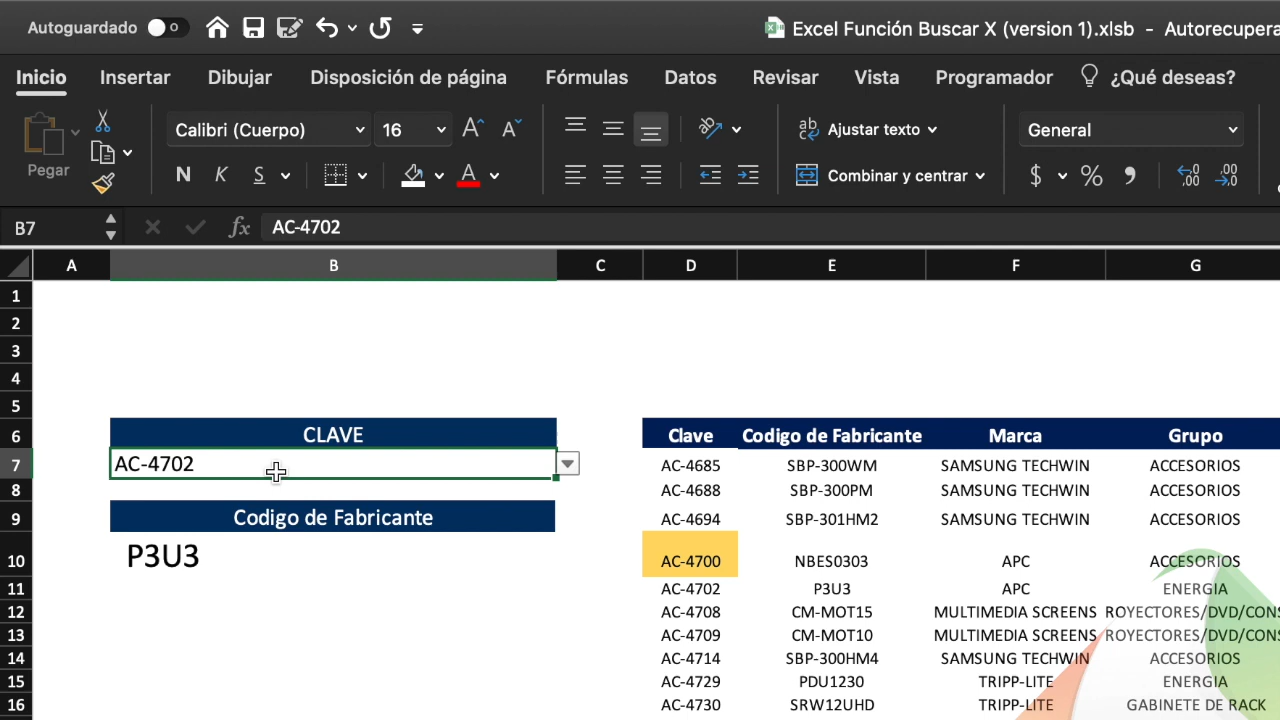 Autoguardado
Excel Función Buscar X (version 1).xlsb - Autorecupera
Inicio Insertar Dibujar Disposición de página Fórmulas Datos Revisar Vista Programador ¿Qué deseas?
Pegar
Calibri (Cuerpo) 16 A A ab Ajustar texto General
N K S A Combinar y centrar $ % , ,00 ,00
B7 fx AC-4702
A B C D E F G
1
2
3
4
5
6 CLAVE Clave Codigo de Fabricante Marca Grupo
7 AC-4702 AC-4685 SBP-300WM SAMSUNG TECHWIN ACCESORIOS
8 AC-4688 SBP-300PM SAMSUNG TECHWIN ACCESORIOS
9 Codigo de Fabricante AC-4694 SBP-301HM2 SAMSUNG TECHWIN ACCESORIOS
10 P3U3 AC-4700 NBES0303 APC ACCESORIOS
11 AC-4702 P3U3 APC ENERGIA
12 AC-4708 CM-MOT15 MULTIMEDIA SCREENS ROYECTORES/DVD/CONS
13 AC-4709 CM-MOT10 MULTIMEDIA SCREENS ROYECTORES/DVD/CONS
14 AC-4714 SBP-300HM4 SAMSUNG TECHWIN ACCESORIOS
15 AC-4729 PDU1230 TRIPP-LITE ENERGIA
16 AC-4730 SRW12UHD TRIPP-LITE GABINETE DE RACK